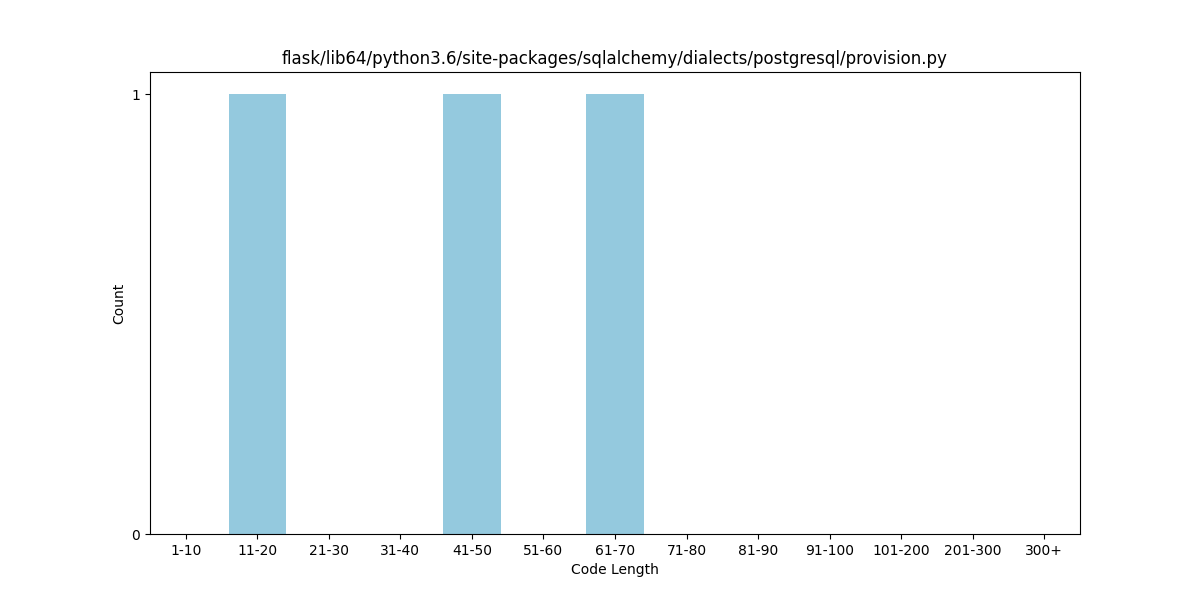 flask/lib64/python3.6/site-packages/sqlalchemy/dialects/postgresql/provision.py
1
Count
0
1-10 11-20 21-30 31-40 41-50 51-60 61-70 71-80 81-90 91-100 101-200 201-300 300+
Code Length